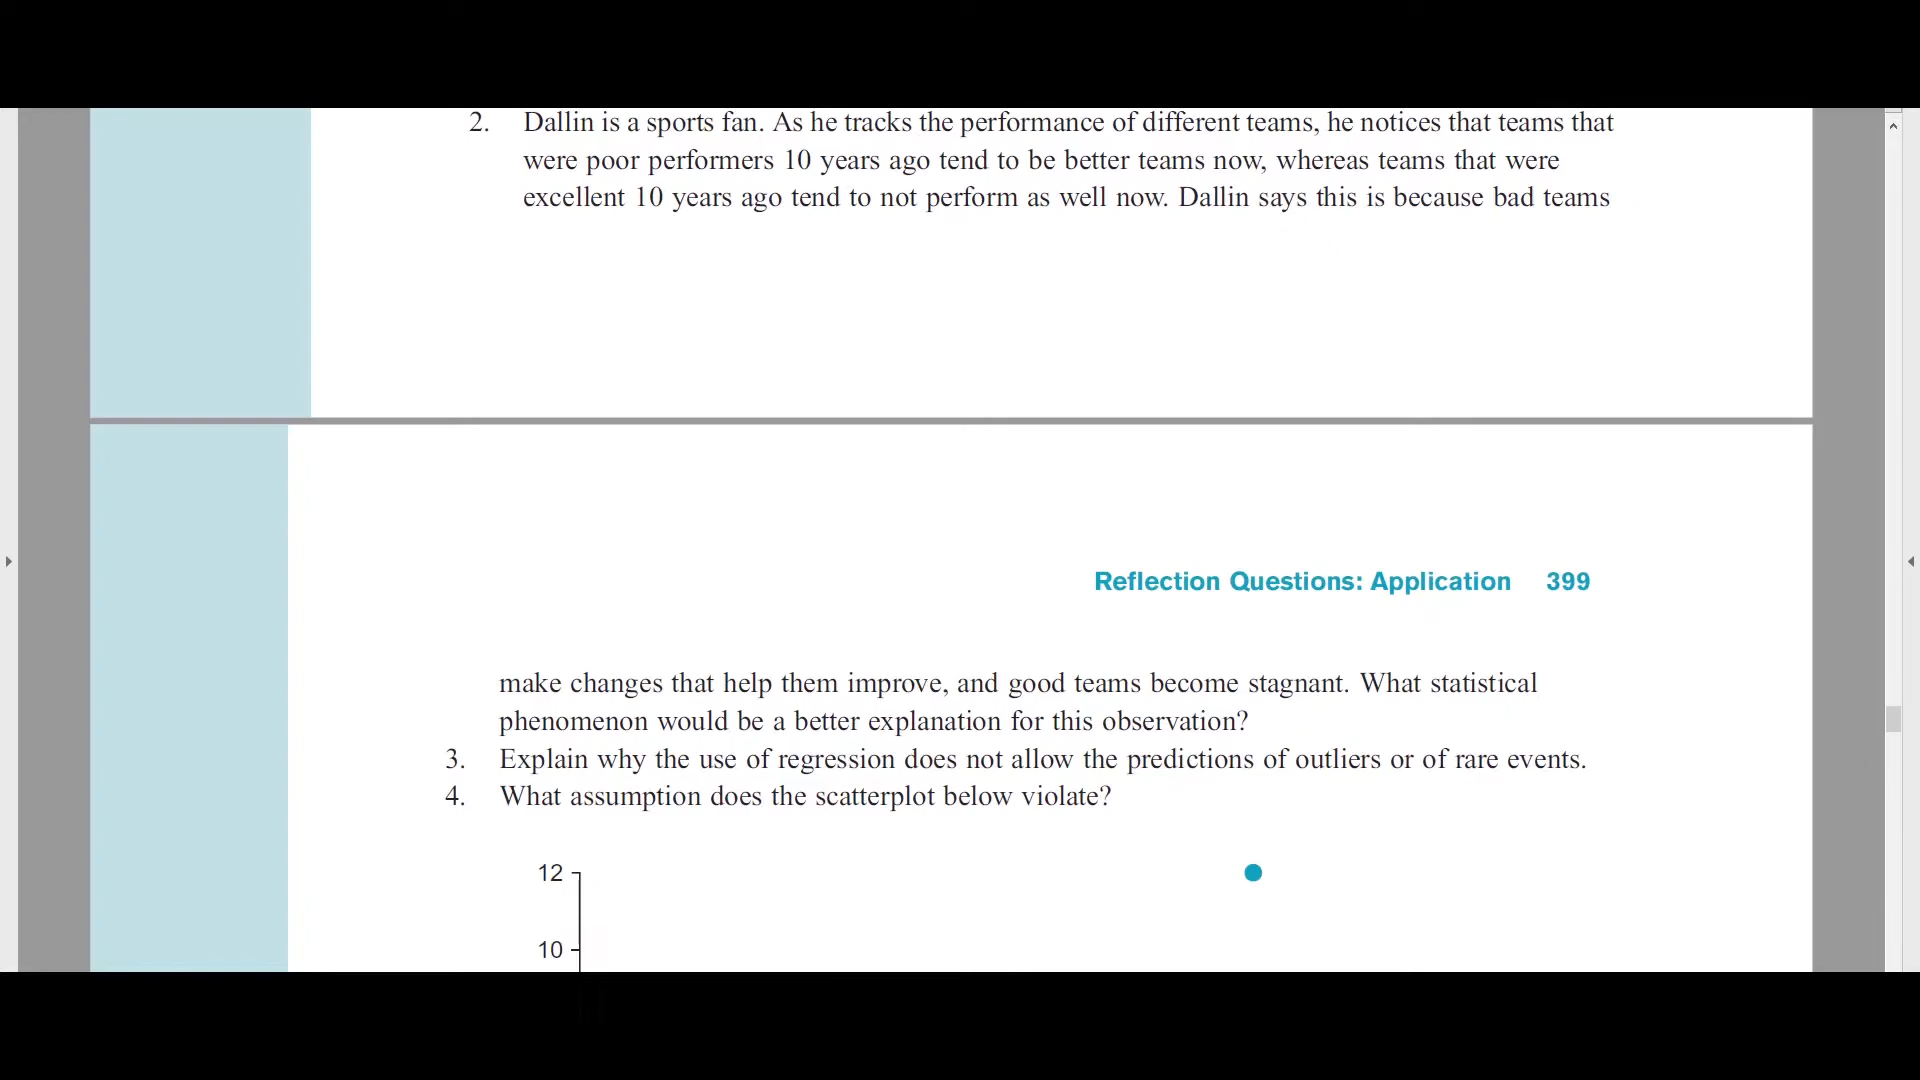 2. Dallin is a sports fan. As he tracks the performance of different teams, he notices that teams that
were poor performers 10 years ago tend to be better teams now, whereas teams that were
excellent 10 years ago tend to not perform as well now. Dallin says this is because bad teams
Reflection Questions: Application 399
make changes that help them improve, and good teams become stagnant. What statistical
phenomenon would be a better explanation for this observation?
3. Explain why the use of regression does not allow the predictions of outliers or of rare events.
4. What assumption does the scatterplot below violate?
12
10